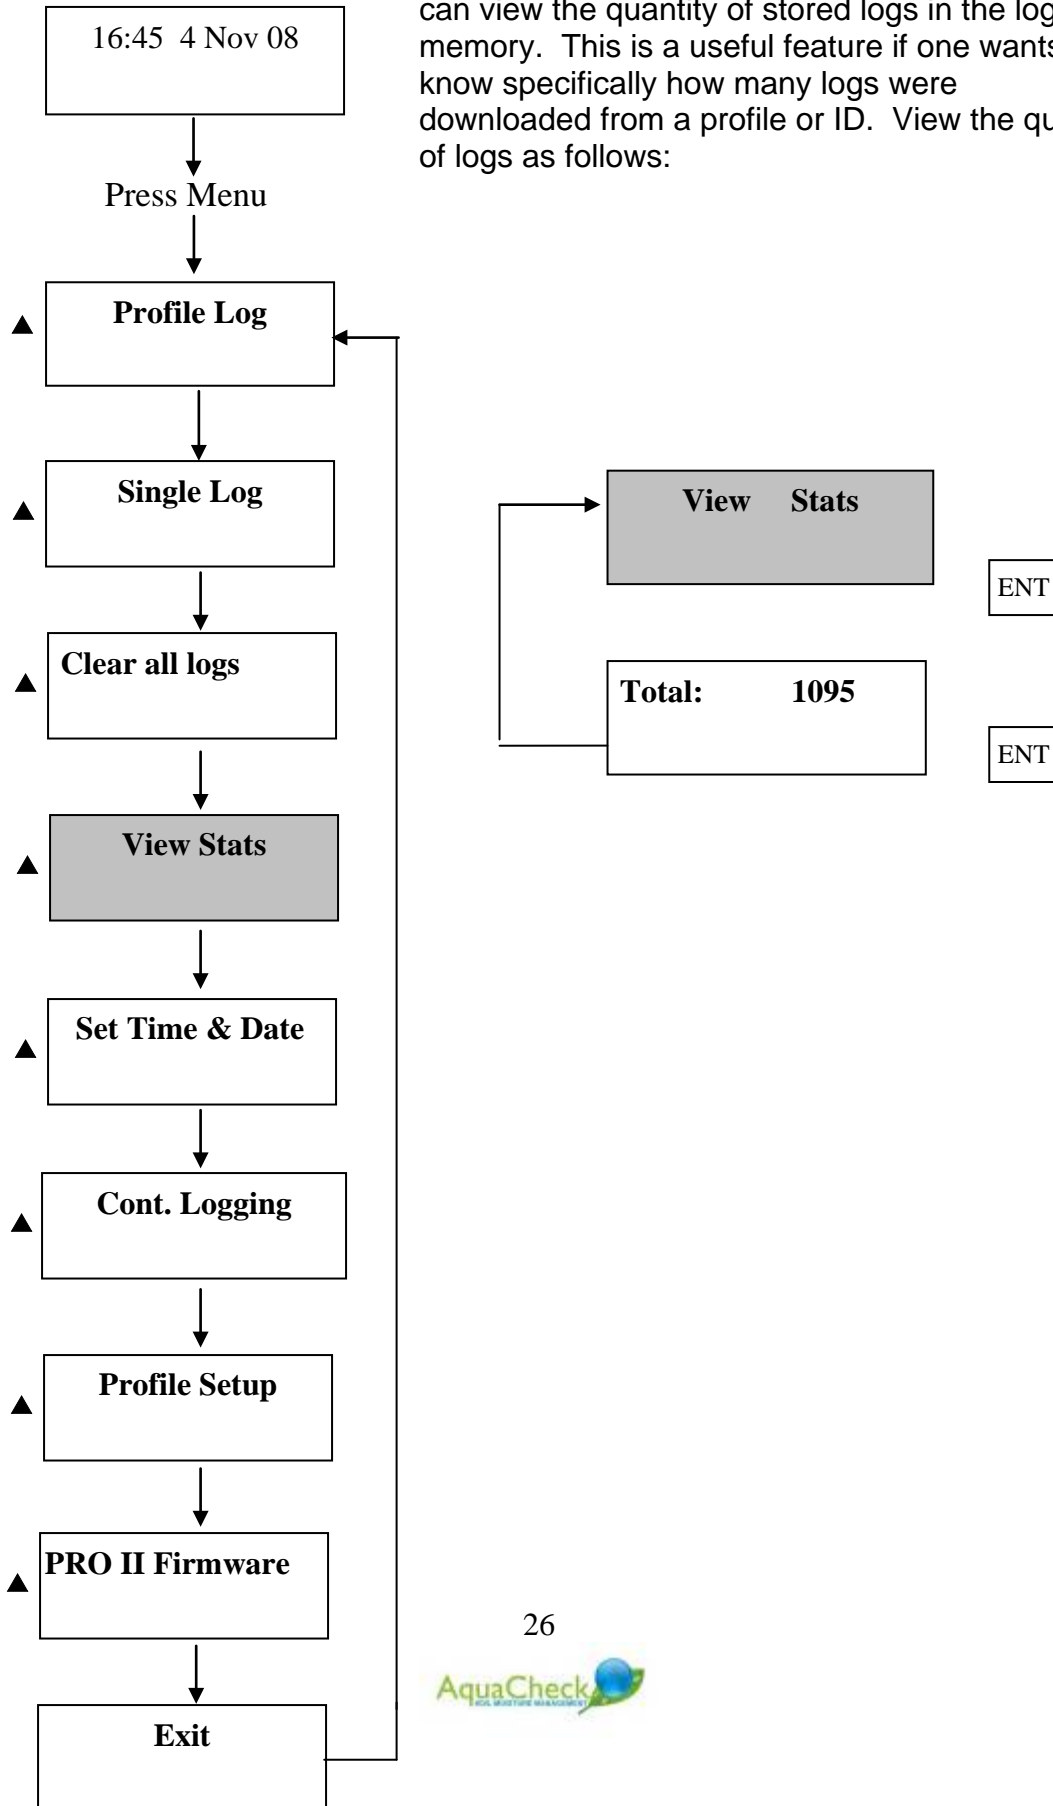 can view the quantity of stored logs in the log
memory. This is a useful feature if one wants
know specifically how many logs were
downloaded from a profile or ID. View the qu
of logs as follows:
16:45 4 Nov 08
Press Menu
Profile Log
Single Log
Clear all logs
View Stats
Set Time & Date
Cont. Logging
Profile Setup
PRO II Firmware
Exit
View Stats
ENT
Total: 1095
ENT
26
AquaCheck
SOIL MOISTURE MANAGEMENT